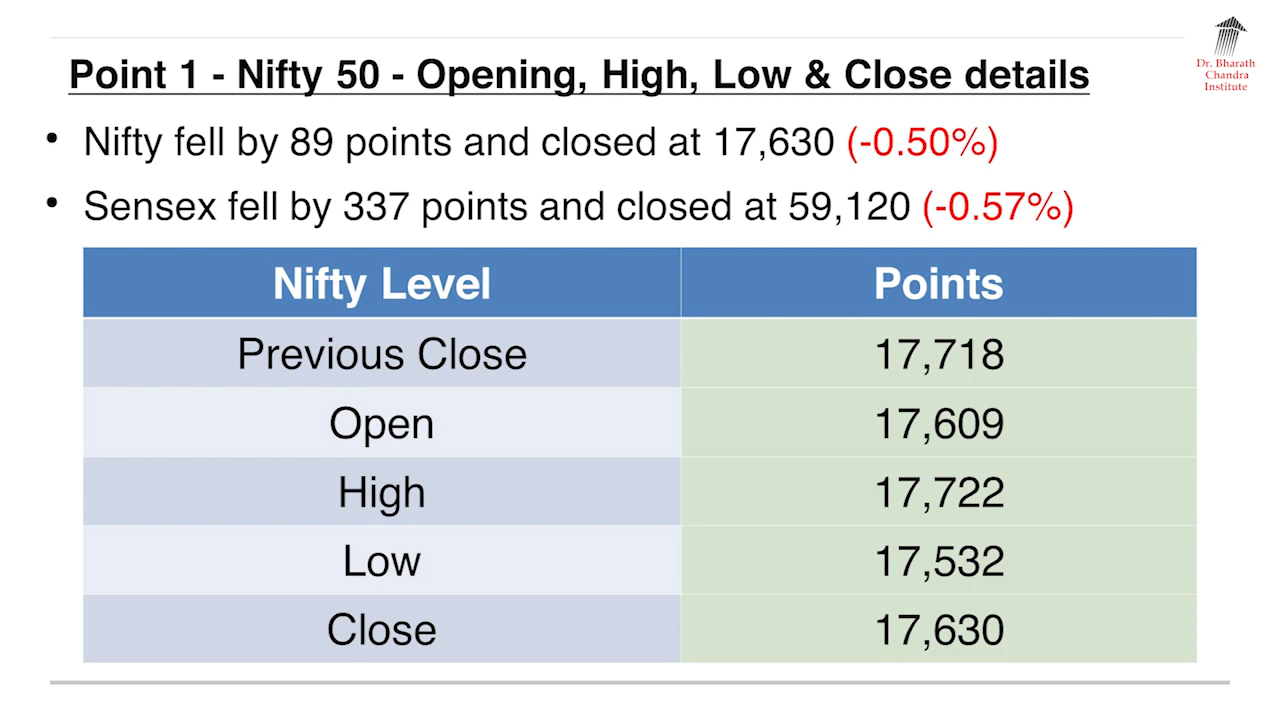 Dr. Bharath
Chandra
Institute
Point 1 - Nifty 50 - Opening, High, Low & Close details
• Nifty fell by 89 points and closed at 17,630 (-0.50%)
• Sensex fell by 337 points and closed at 59,120 (-0.57%)
Nifty Level Points
Previous Close 17,718
Open 17,609
High 17,722
Low 17,532
Close 17,630